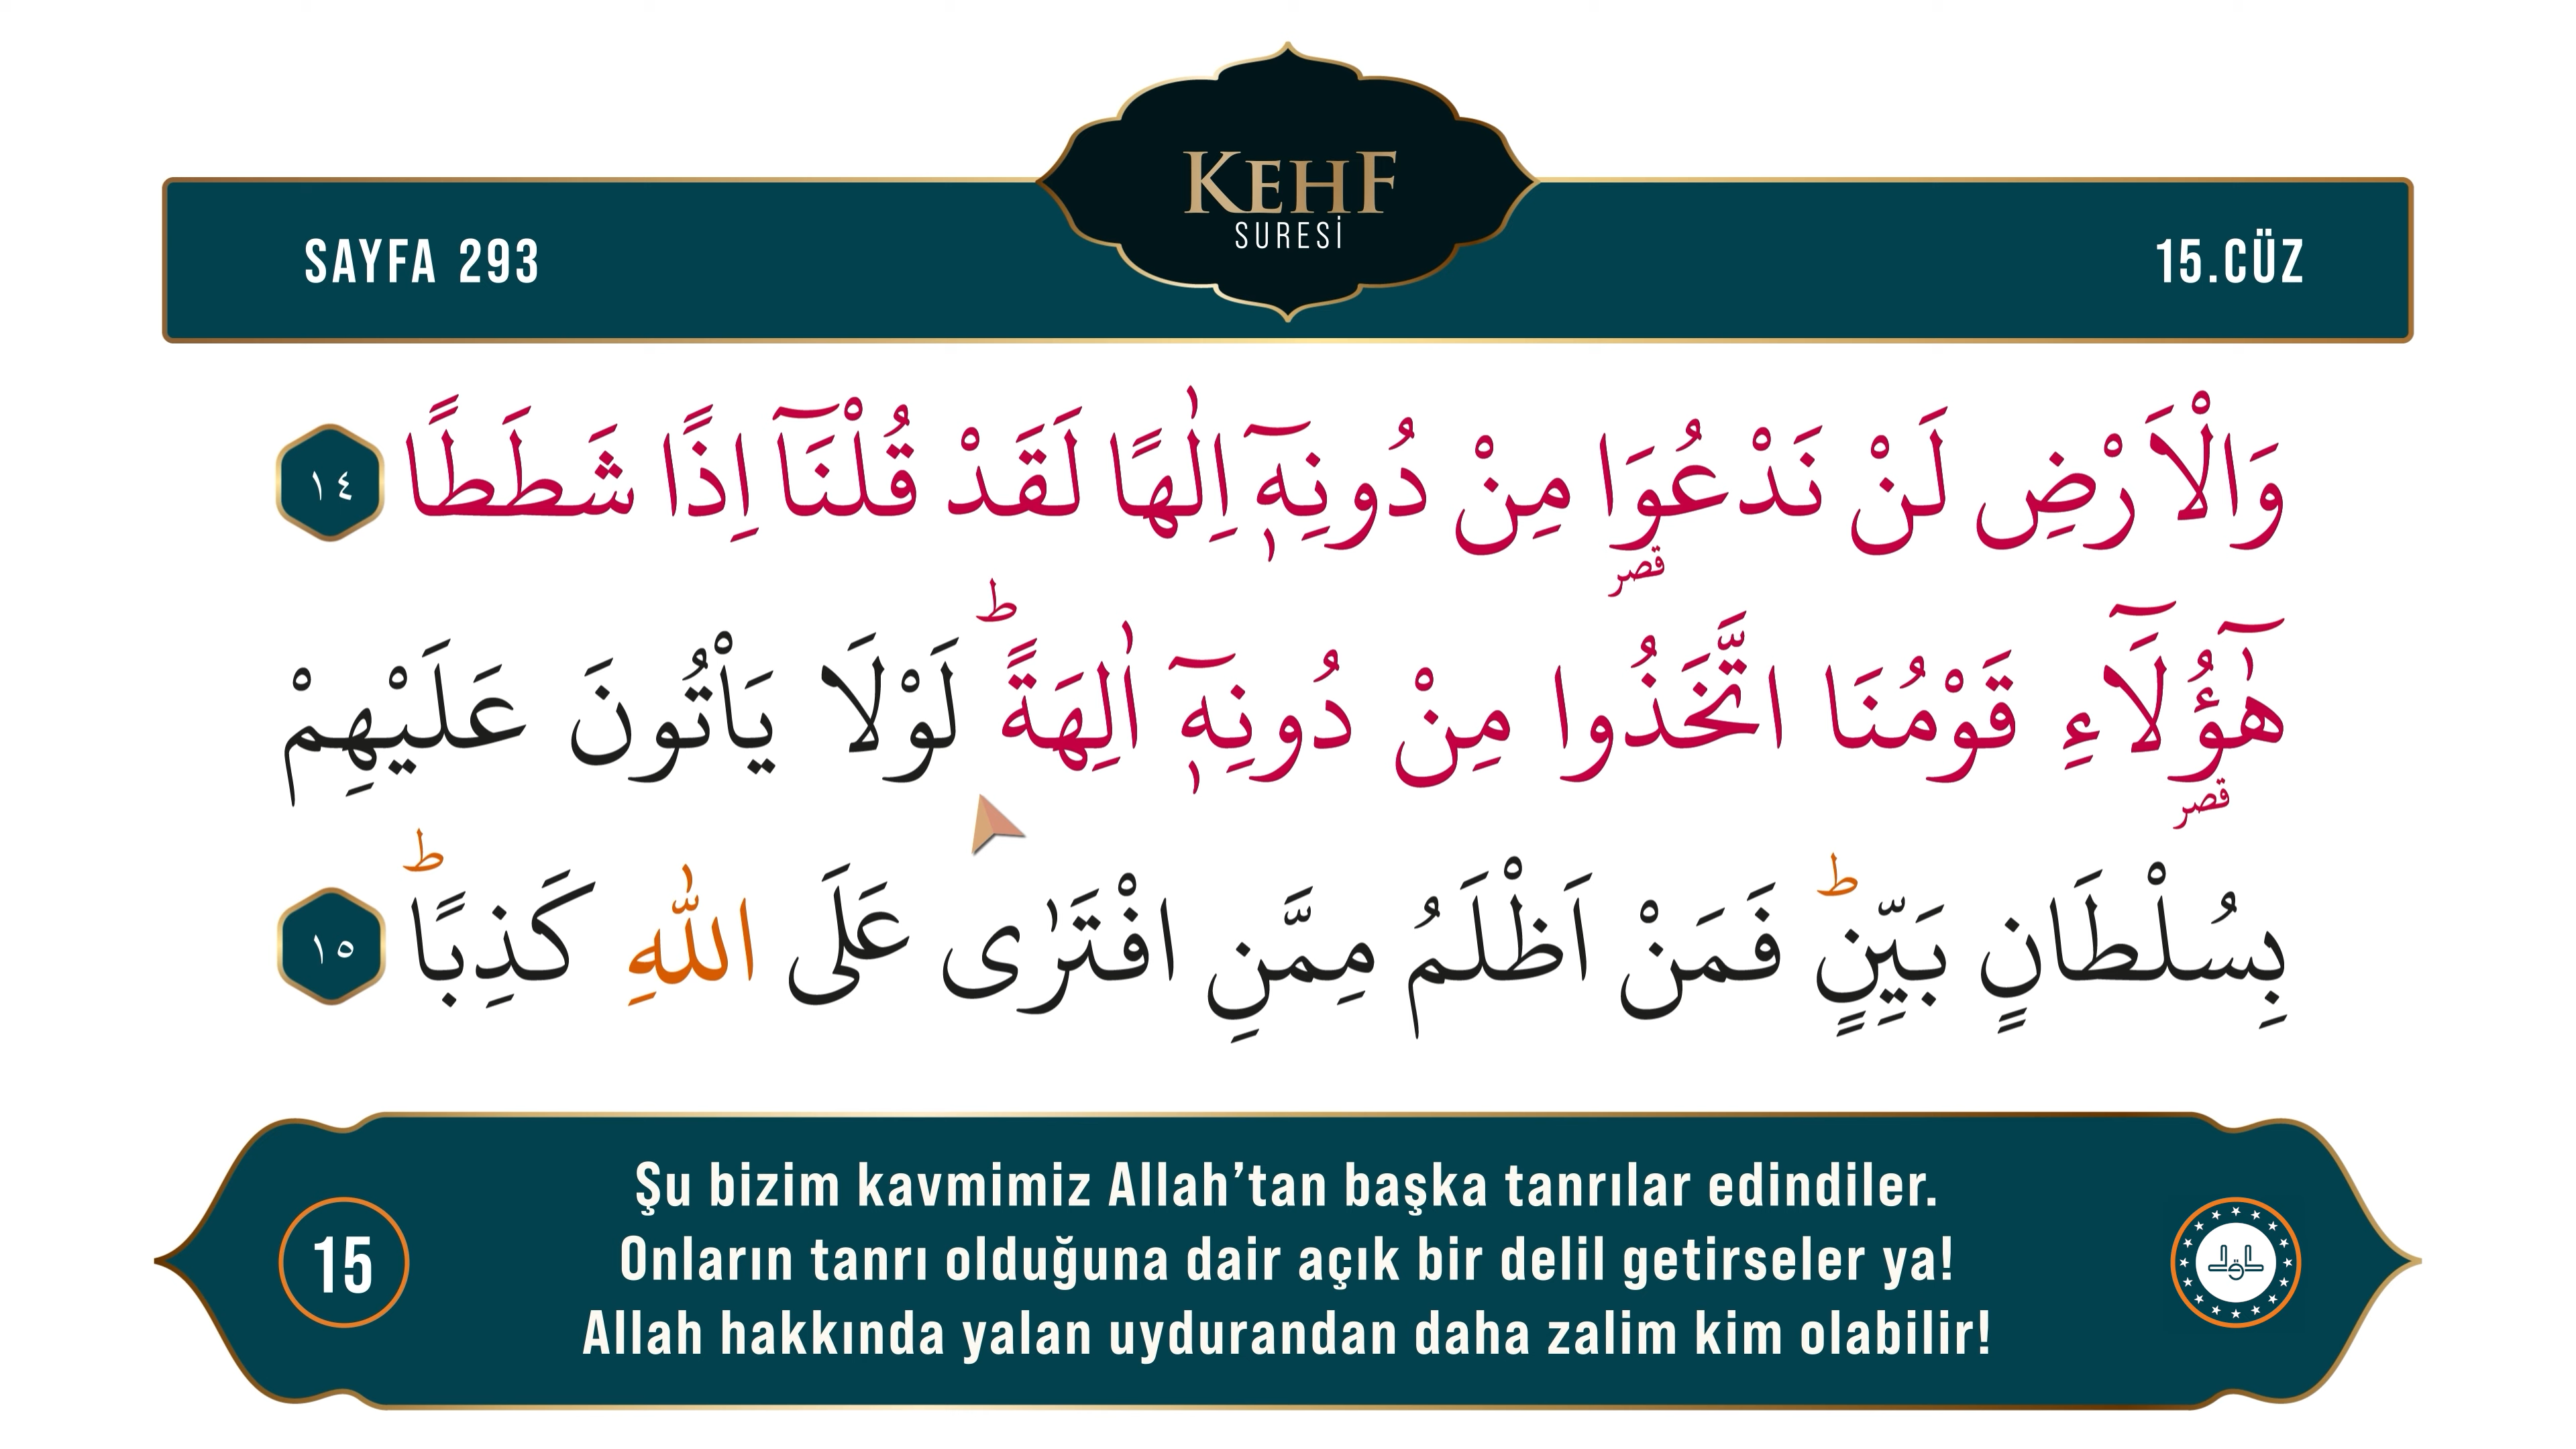 KEHF
SURESİ
SAYFA 293
15.CÜZ
وَالْاَرْضِ لَنْ نَدْعُوَ۬ا مِنْ دُونِه۪ٓ اِلٰهًا لَقَدْ قُلْنَٓا اِذًا شَطَطًا ١٤
قصر
هٰٓؤُ۬لَٓاءِ قَوْمُنَا اتَّخَذُوا مِنْ دُونِه۪ٓ اٰلِهَةًۜ لَوْلَا يَأْتُونَ عَلَيْهِمْ
قصر
بِسُلْطَانٍ بَيِّنٍۜ فَمَنْ اَظْلَمُ مِمَّنِ افْتَرٰى عَلَى اللّٰهِ كَذِبًاۜ ١٥
15
Şu bizim kavmimiz Allah’tan başka tanrılar edindiler.
Onların tanrı olduğuna dair açık bir delil getirseler ya!
Allah hakkında yalan uydurandan daha zalim kim olabilir!